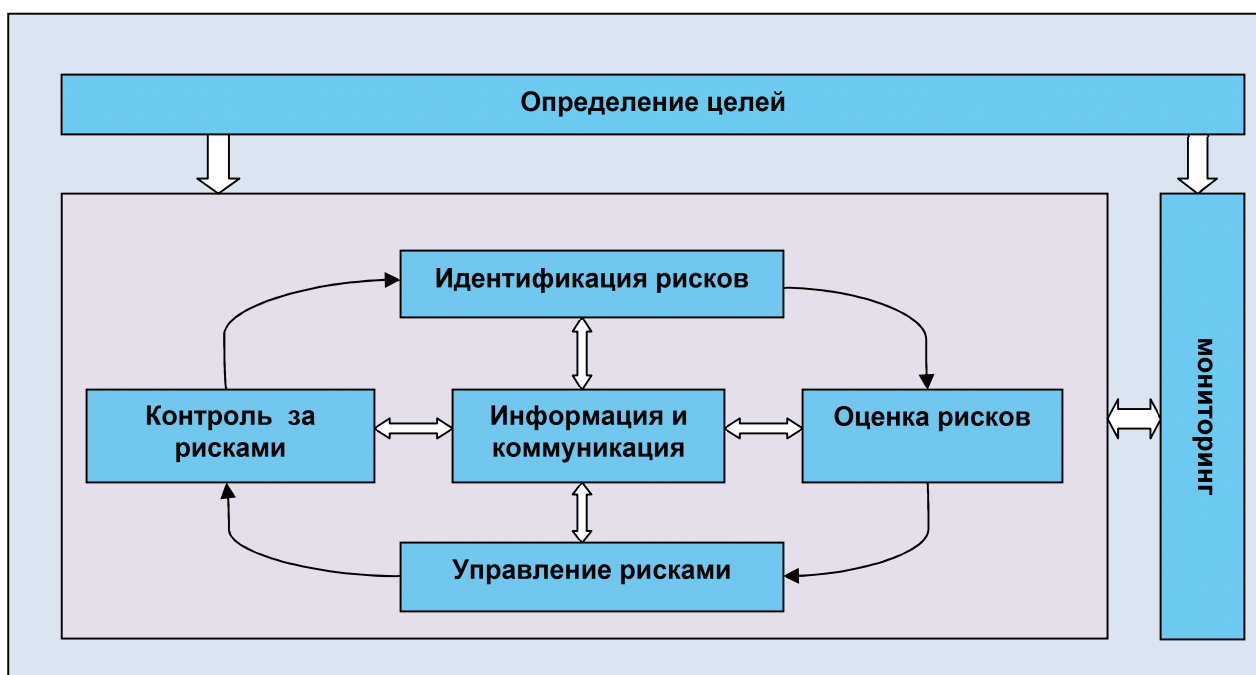 Определение целей
Идентификация рисков
Контроль за
рисками
Информация и
коммуникация
Оценка рисков
Управление рисками
мониторинг